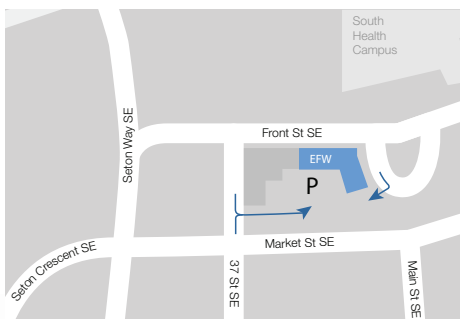 South
Health
Campus
Seton Way SE
Front St SE
EFW
P
Market St SE
Seton Crescent SE
37 St SE
Main St SE